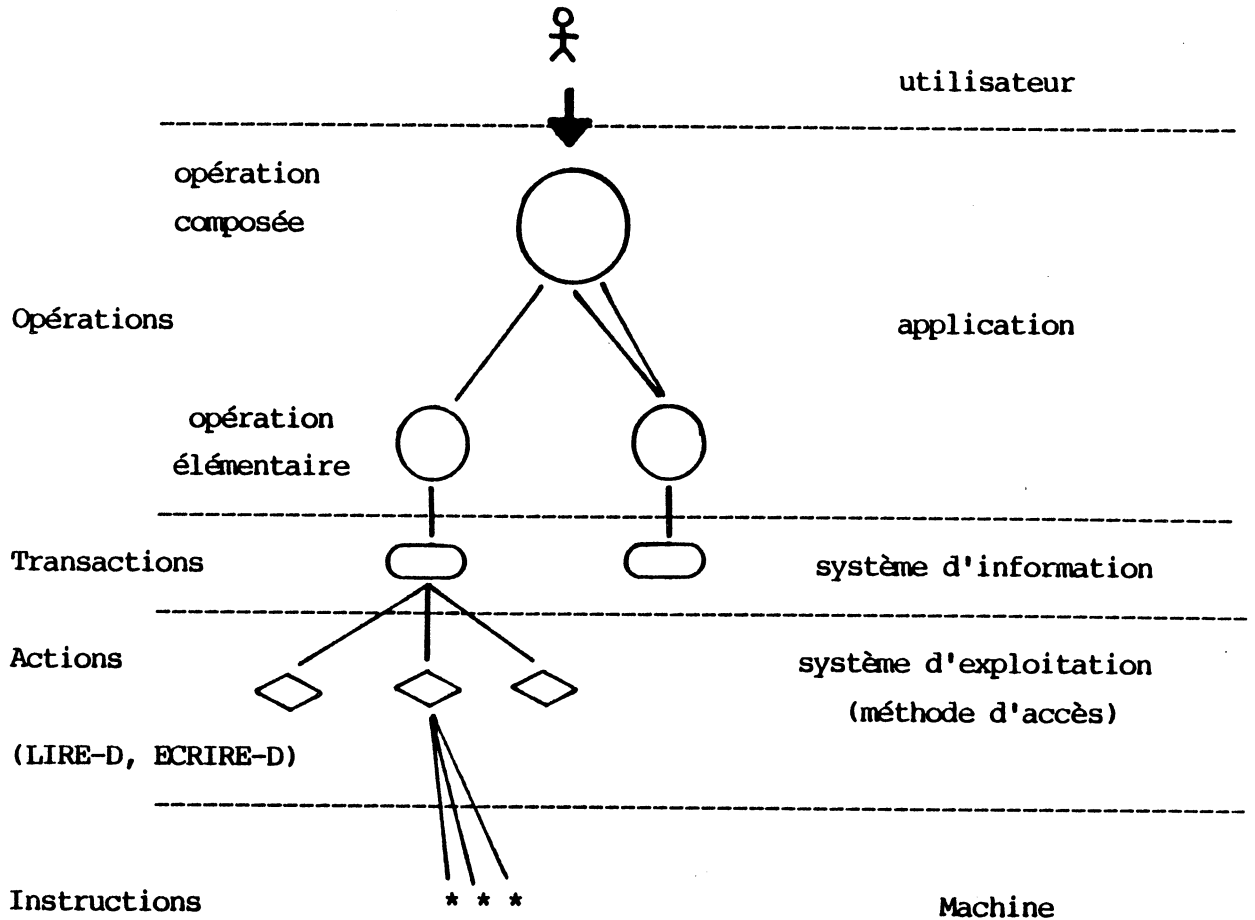 utilisateur
opération
composée
Opérations
application
opération
élémentaire
Transactions
système d'information
Actions
système d'exploitation
(méthode d'accès)
(LIRE-D, ECRIRE-D)
Instructions
* * *
Machine